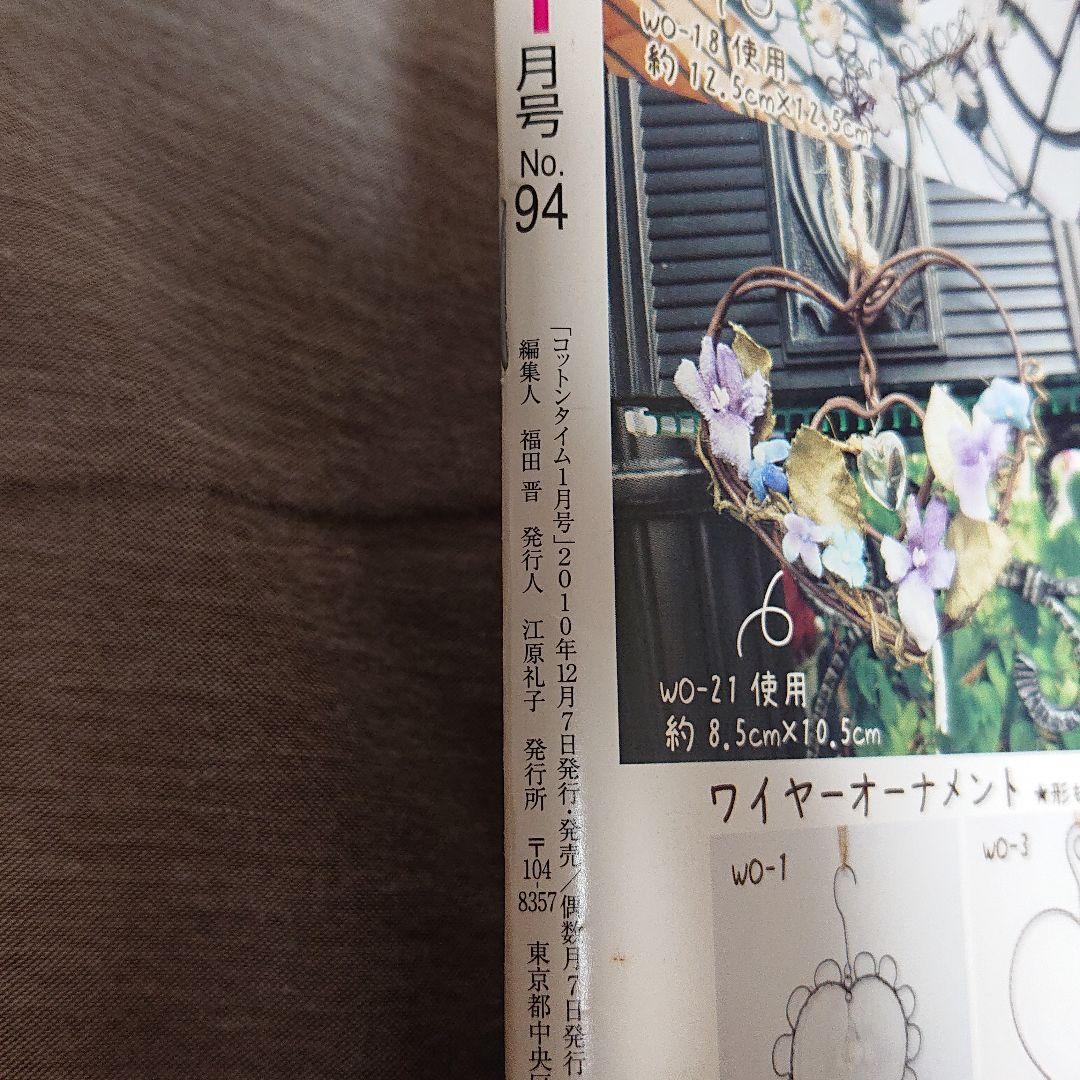 1月号
No.
94
「コットンタイム1月号」2010年12月7日発行・発売／偶数月7日発行
編集人 福田 晋 発行人 江原礼子 発行所 〒104-8357 東京都中央区
WO-18 使用
約 12.5cm×12.5cm
WO-21 使用
約 8.5cm×10.5cm
ワイヤーオーナメント ★形も
WO-1
WO-3